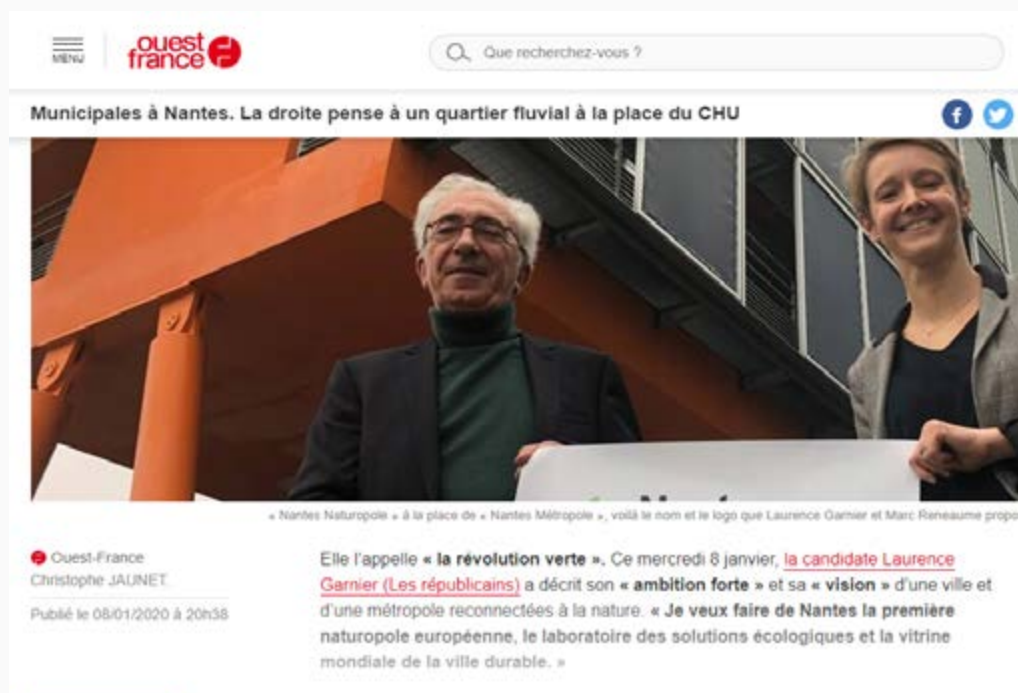 MENU
ouest
france
Que recherchez-vous ?
Municipales à Nantes. La droite pense à un quartier fluvial à la place du CHU
« Nantes Naturopole » à la place de « Nantes Métropole », voilà le nom et le logo que Laurence Garnier et Marc Reneaume propo
Ouest-France
Christophe JAUNET.
Publié le 08/01/2020 à 20h38
Elle l'appelle « la révolution verte ». Ce mercredi 8 janvier, la candidate Laurence
Garnier (Les républicains) a décrit son « ambition forte » et sa « vision » d'une ville et
d'une métropole reconnectées à la nature. « Je veux faire de Nantes la première
naturopole européenne, le laboratoire des solutions écologiques et la vitrine
mondiale de la ville durable. »